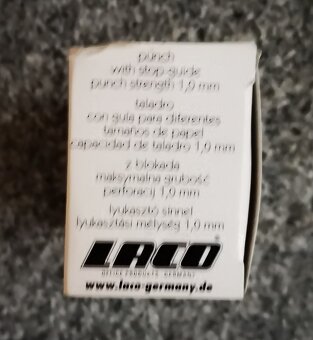 punch
with stop-guide
punch strength 1,0 mm
taladro
con guía para diferentes
tamaños de papel
capacidad de taladro 1,0 mm
z blokadą
maksymalna grubość
perforacji 1,0 mm
lyukasztó sinnel
lyukasztási mélység 1,0 mm
LACO®
OFFICE PRODUCTS GERMANY
www.laco-germany.de